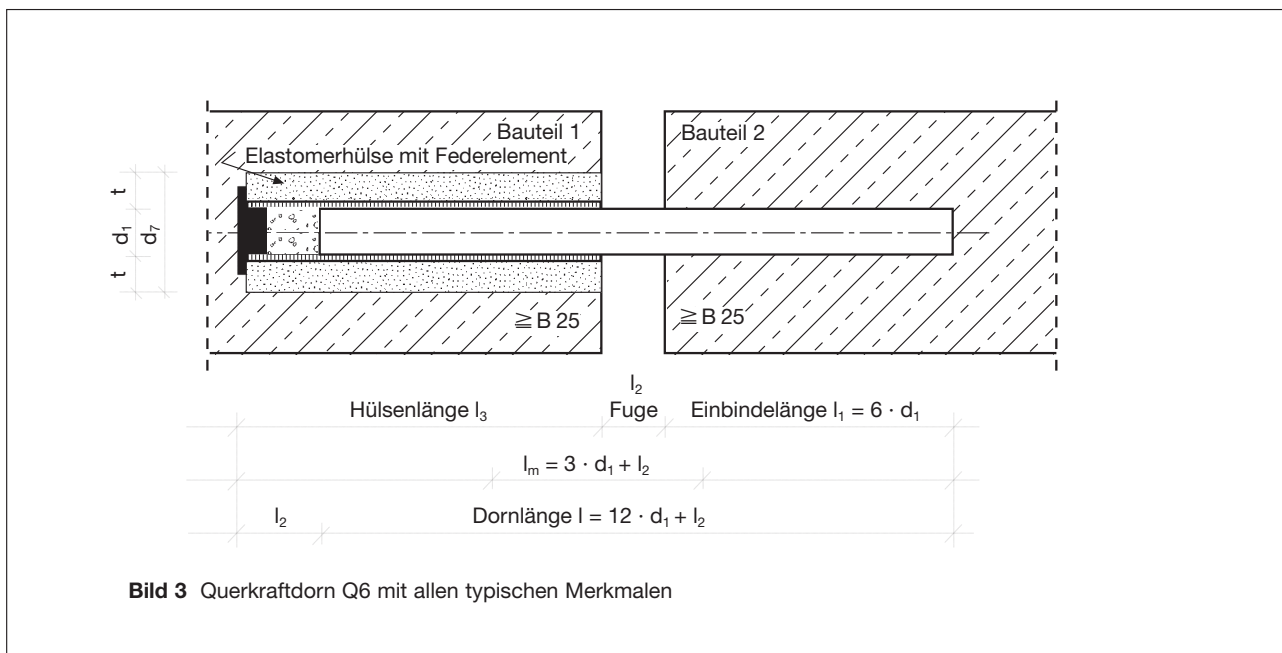 Bauteil 1
Bauteil 2
Elastomerhülse mit Federelement
t
d₁
d₇
t
≧ B 25
≧ B 25
l₂
Hülsenlänge l₃
Fuge
Einbindelänge l₁ = 6 · d₁
lₘ = 3 · d₁ + l₂
l₂
Dornlänge l = 12 · d₁ + l₂
Bild 3 Querkraftdorn Q6 mit allen typischen Merkmalen